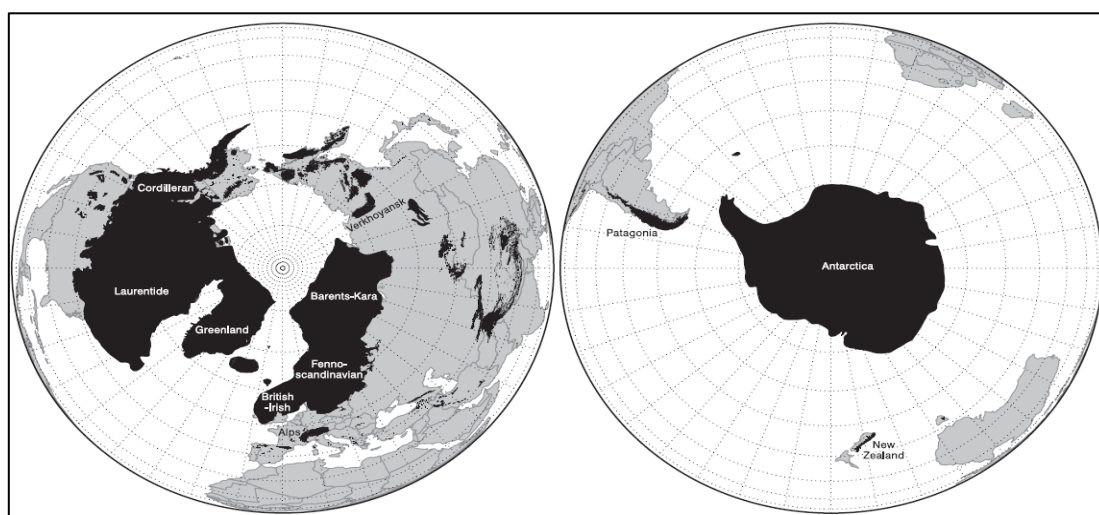 Cordilleran
Verkhoyansk
Laurentide
Greenland
Barents-Kara
Fenno-
scandinavian
British
-Irish
Alps
Patagonia
Antarctica
New
Zealand